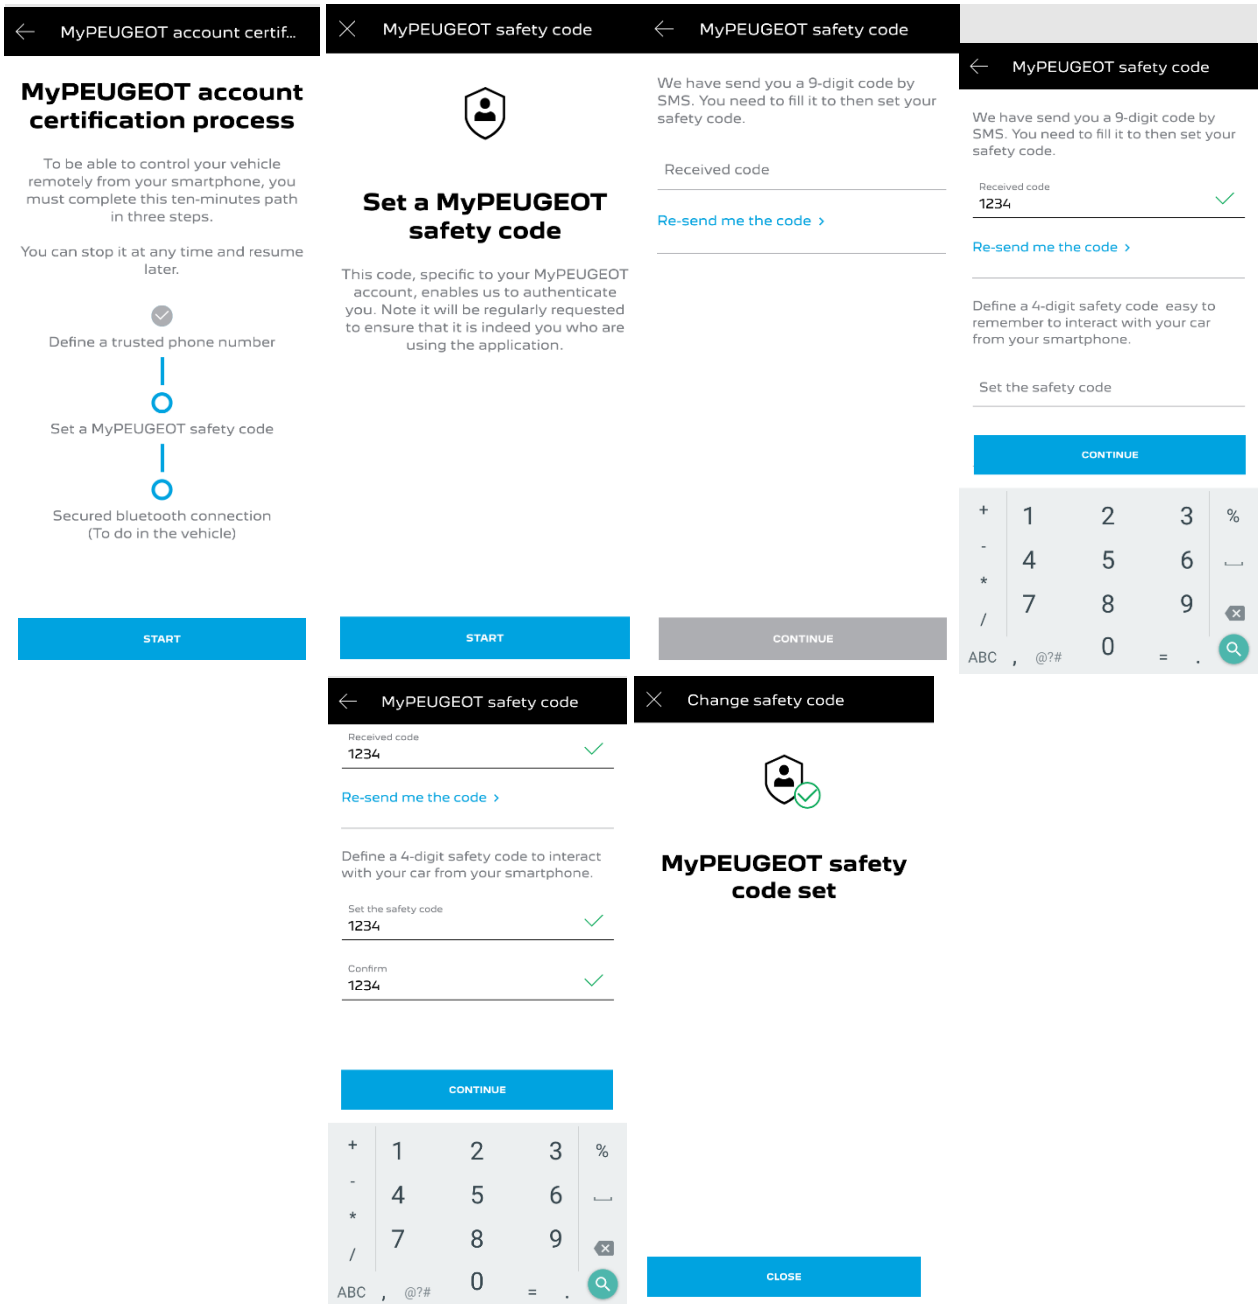 MyPEUGEOT account certif...
MyPEUGEOT account
certification process
To be able to control your vehicle
remotely from your smartphone, you
must complete this ten-minutes path
in three steps.
You can stop it at any time and resume
later.
Define a trusted phone number
Set a MyPEUGEOT safety code
Secured bluetooth connection
(To do in the vehicle)
START
MyPEUGEOT safety code
Set a MyPEUGEOT
safety code
This code, specific to your MyPEUGEOT
account, enables us to authenticate
you. Note it will be regularly requested
to ensure that it is indeed you who are
using the application.
START
MyPEUGEOT safety code
We have send you a 9-digit code by
SMS. You need to fill it to then set your
safety code.
Received code
Re-send me the code >
CONTINUE
MyPEUGEOT safety code
We have send you a 9-digit code by
SMS. You need to fill it to then set your
safety code.
Received code
1234
Re-send me the code >
Define a 4-digit safety code easy to
remember to interact with your car
from your smartphone.
Set the safety code
CONTINUE
+ 1 2 3 %
- 4 5 6
* 7 8 9
/ 0
ABC , @?# = .
MyPEUGEOT safety code
Received code
1234
Re-send me the code >
Define a 4-digit safety code to interact
with your car from your smartphone.
Set the safety code
1234
Confirm
1234
CONTINUE
+ 1 2 3 %
- 4 5 6
* 7 8 9
/ 0
ABC , @?# = .
Change safety code
MyPEUGEOT safety
code set
CLOSE